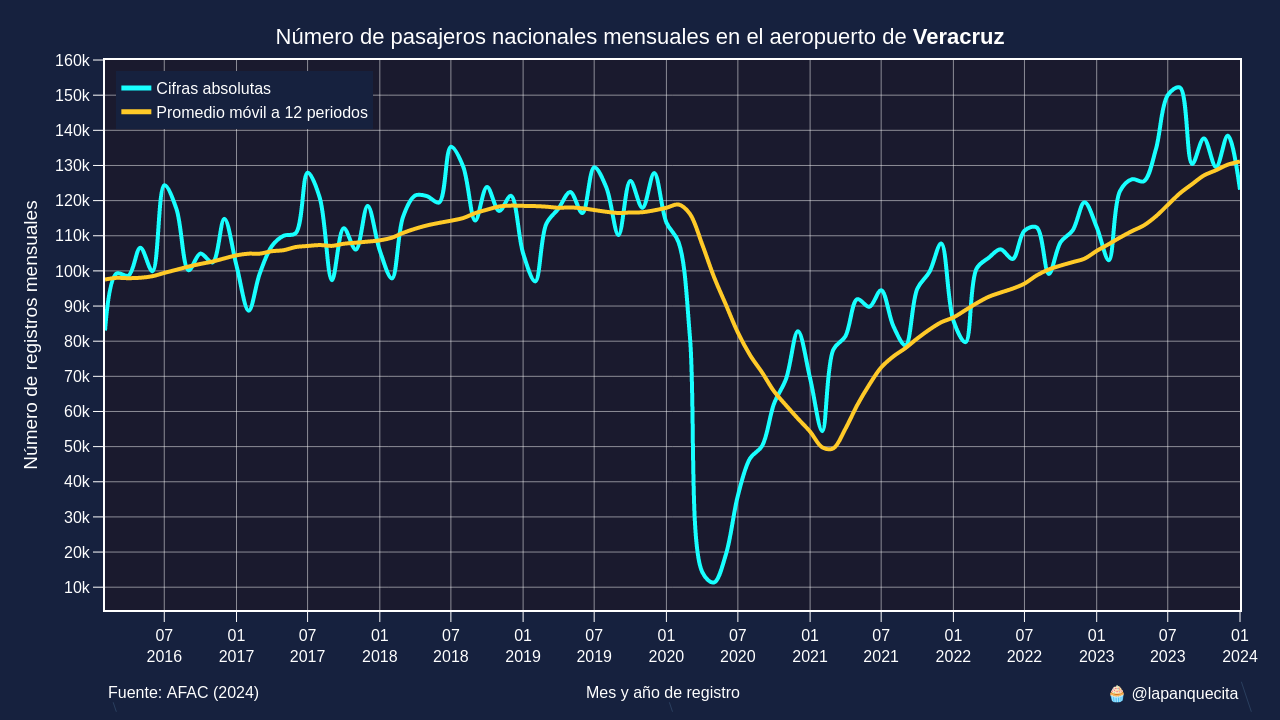 Número de pasajeros nacionales mensuales en el aeropuerto de Veracruz
Cifras absolutas
Promedio móvil a 12 periodos
Número de registros mensuales
160k
150k
140k
130k
120k
110k
100k
90k
80k
70k
60k
50k
40k
30k
20k
10k
07 01 07 01 07 01 07 01 07 01 07 01 07 01 07 01
2016 2017 2017 2018 2018 2019 2019 2020 2020 2021 2021 2022 2022 2023 2023 2024
Fuente: AFAC (2024) Mes y año de registro 🧁 @lapanquecita